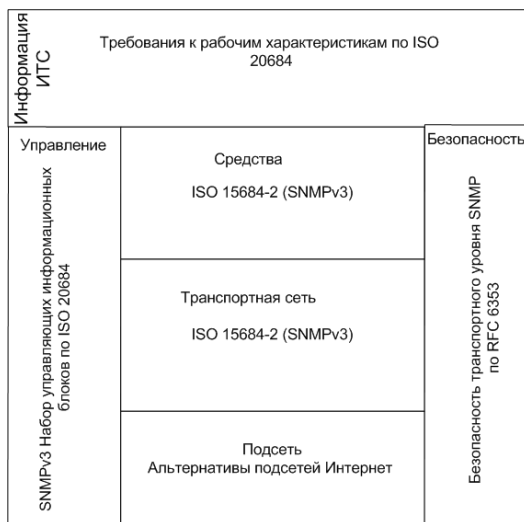 Информация
ИТС
Требования к рабочим характеристикам по ISO
20684
Управление
SNMPv3 Набор управляющих информационных
блоков по ISO 20684
Средства
ISO 15684-2 (SNMPv3)
Транспортная сеть
ISO 15684-2 (SNMPv3)
Подсеть
Альтернативы подсетей Интернет
Безопасность
Безопасность транспортного уровня SNMP
по RFC 6353